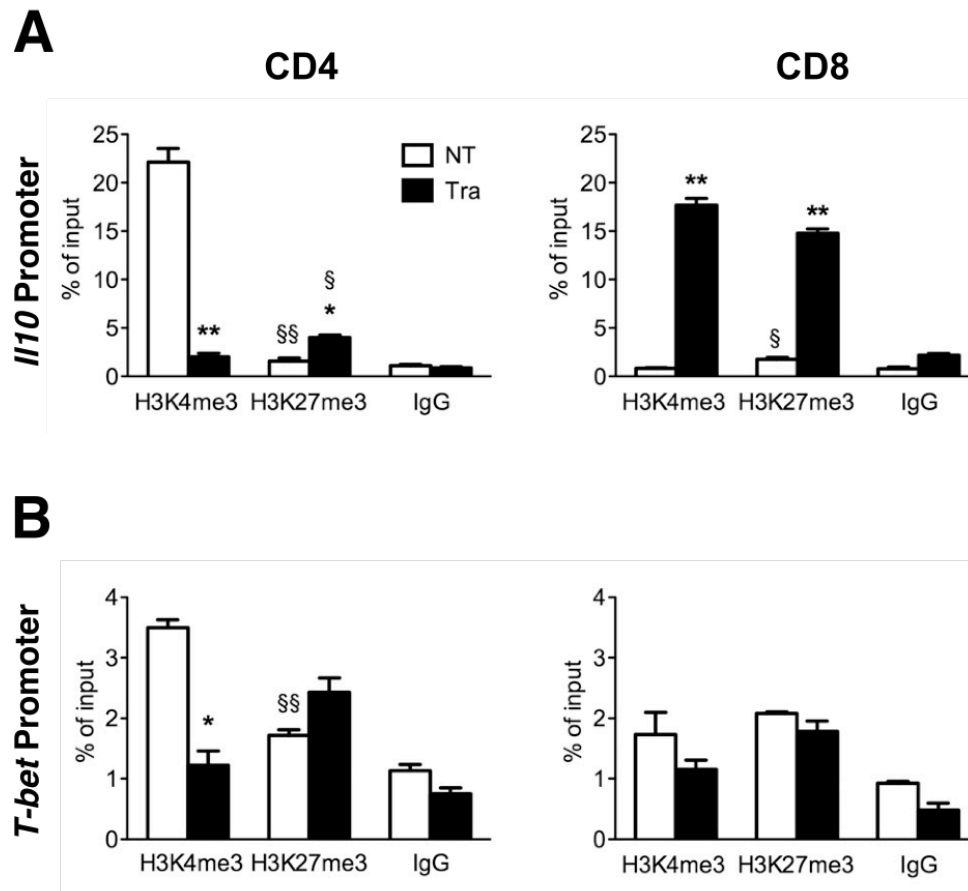 A
CD4
CD8
Il10 Promoter
% of input
25
20
15
10
5
0
NT
Tra
**
§§
§
*
H3K4me3 H3K27me3 IgG
% of input
25
20
15
10
5
0
**
§
**
H3K4me3 H3K27me3 IgG
B
T-bet Promoter
% of input
4
3
2
1
0
*
§§
H3K4me3 H3K27me3 IgG
% of input
4
3
2
1
0
H3K4me3 H3K27me3 IgG